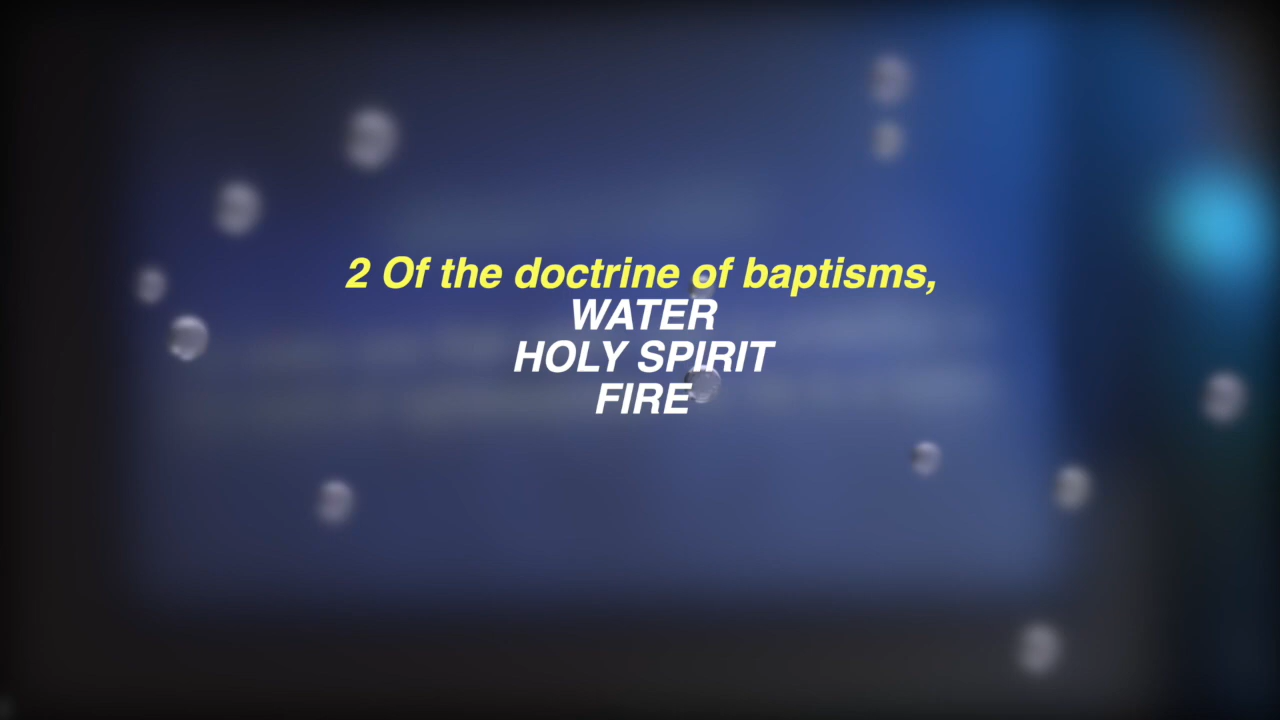 2 Of the doctrine of baptisms,
WATER
HOLY SPIRIT
FIRE